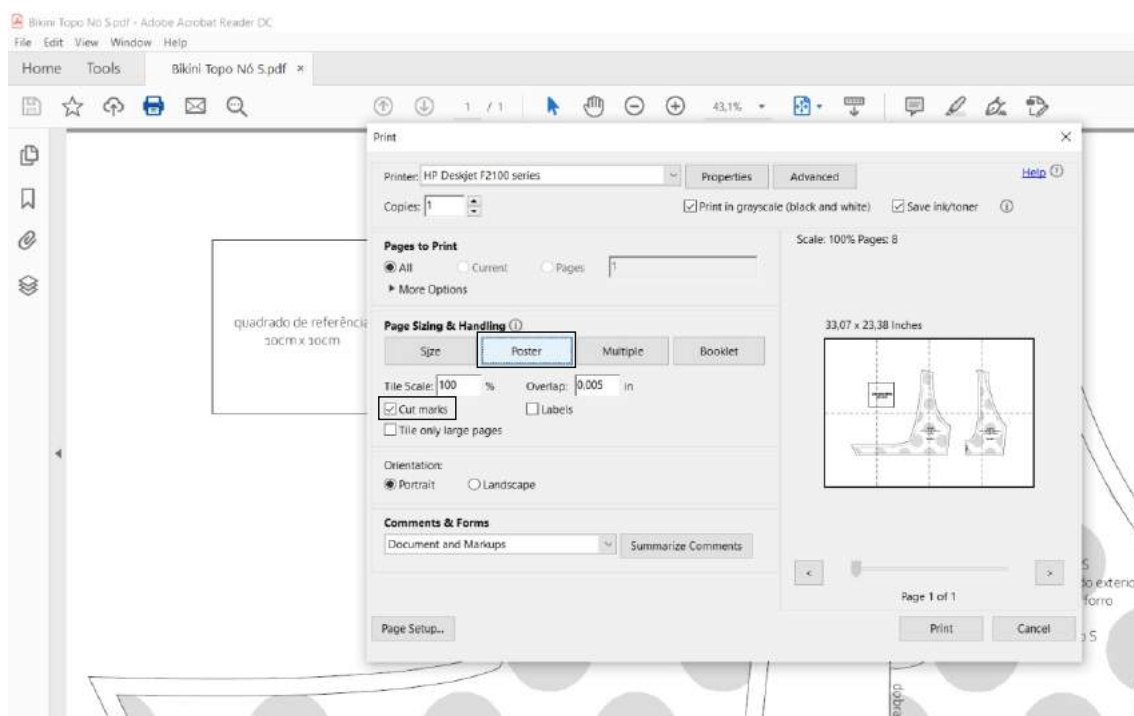 Bikini Topo Nó S.pdf - Adobe Acrobat Reader DC
File Edit View Window Help
Home Tools Bikini Topo Nó S.pdf ×
1 / 1 43,1%
Print ×
Printer: HP Deskjet F2100 series Properties Advanced Help
Copies: 1 Print in grayscale (black and white) Save ink/toner
Pages to Print
All Current Pages 1
More Options
Scale: 100% Pages: 8
quadrado de referência
10cm x 10cm
Page Sizing & Handling
Size Poster Multiple Booklet
Tile Scale: 100 % Overlap: 0,005 in
Cut marks Labels
Tile only large pages
33,07 x 23,38 Inches
Orientation:
Portrait Landscape
Comments & Forms
Document and Markups Summarize Comments
< >
Page 1 of 1
Page Setup... Print Cancel
S
forro
S
dobra